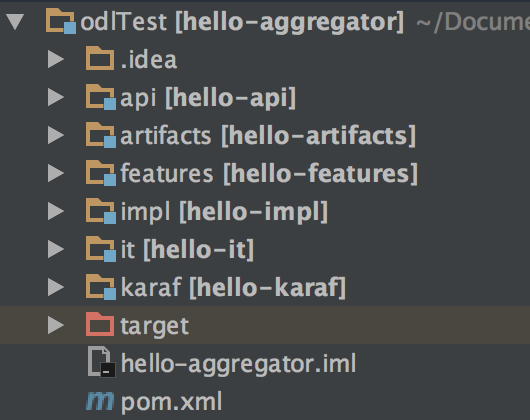 odlTest [hello-aggregator] ~/Docume
.idea
api [hello-api]
artifacts [hello-artifacts]
features [hello-features]
impl [hello-impl]
it [hello-it]
karaf [hello-karaf]
target
hello-aggregator.iml
pom.xml